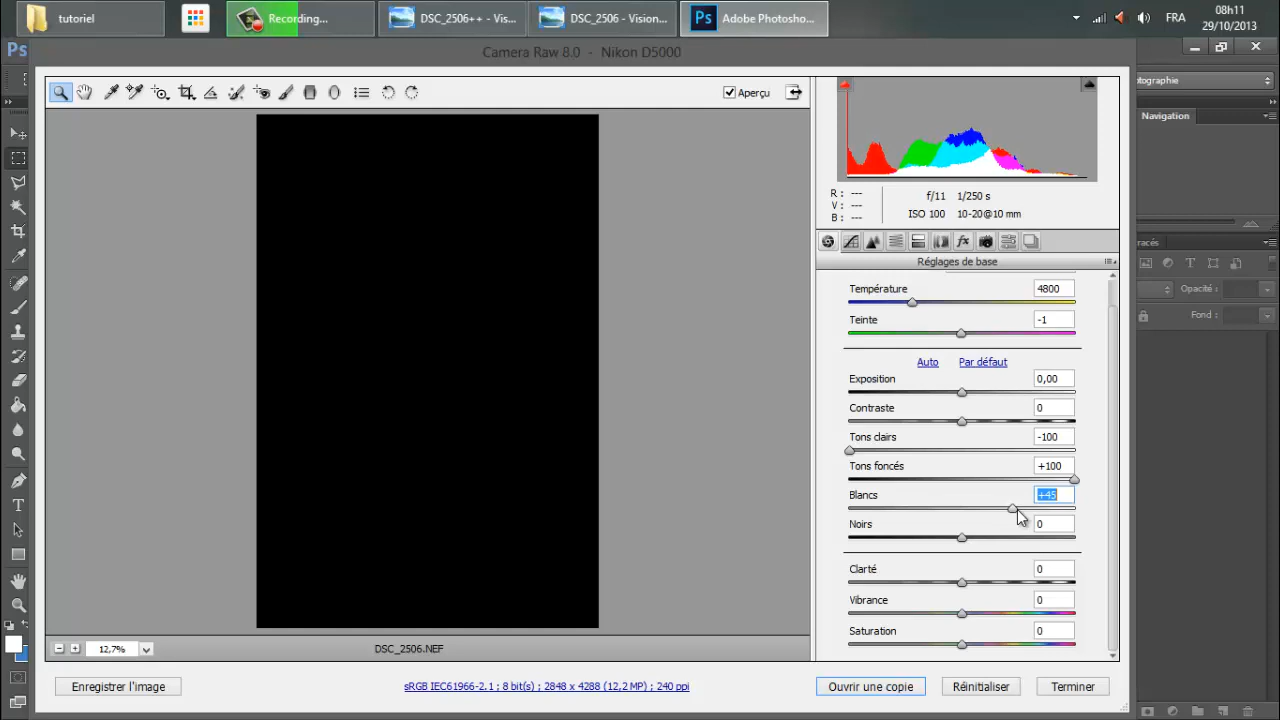 tutoriel
Recording...
DSC_2506++ - Vis...
DSC_2506 - Vision...
Ps Adobe Photosho...
FRA
08h11
29/10/2013
Ps
Camera Raw 8.0 - Nikon D5000
Aperçu
R : ---
V : ---
B : ---
f/11 1/250 s
ISO 100 10-20@10 mm
fx
Réglages de base
Température 4800
Teinte -1
Auto Par défaut
Exposition 0,00
Contraste 0
Tons clairs -100
Tons foncés +100
Blancs +45
Noirs 0
Clarté 0
Vibrance 0
Saturation 0
12,7%
DSC_2506.NEF
Enregistrer l'image
sRGB IEC61966-2.1 ; 8 bit(s) ; 2848 x 4288 (12,2 MP) ; 240 ppi
Ouvrir une copie
Réinitialiser
Terminer
Navigation
Opacité :
Fond :